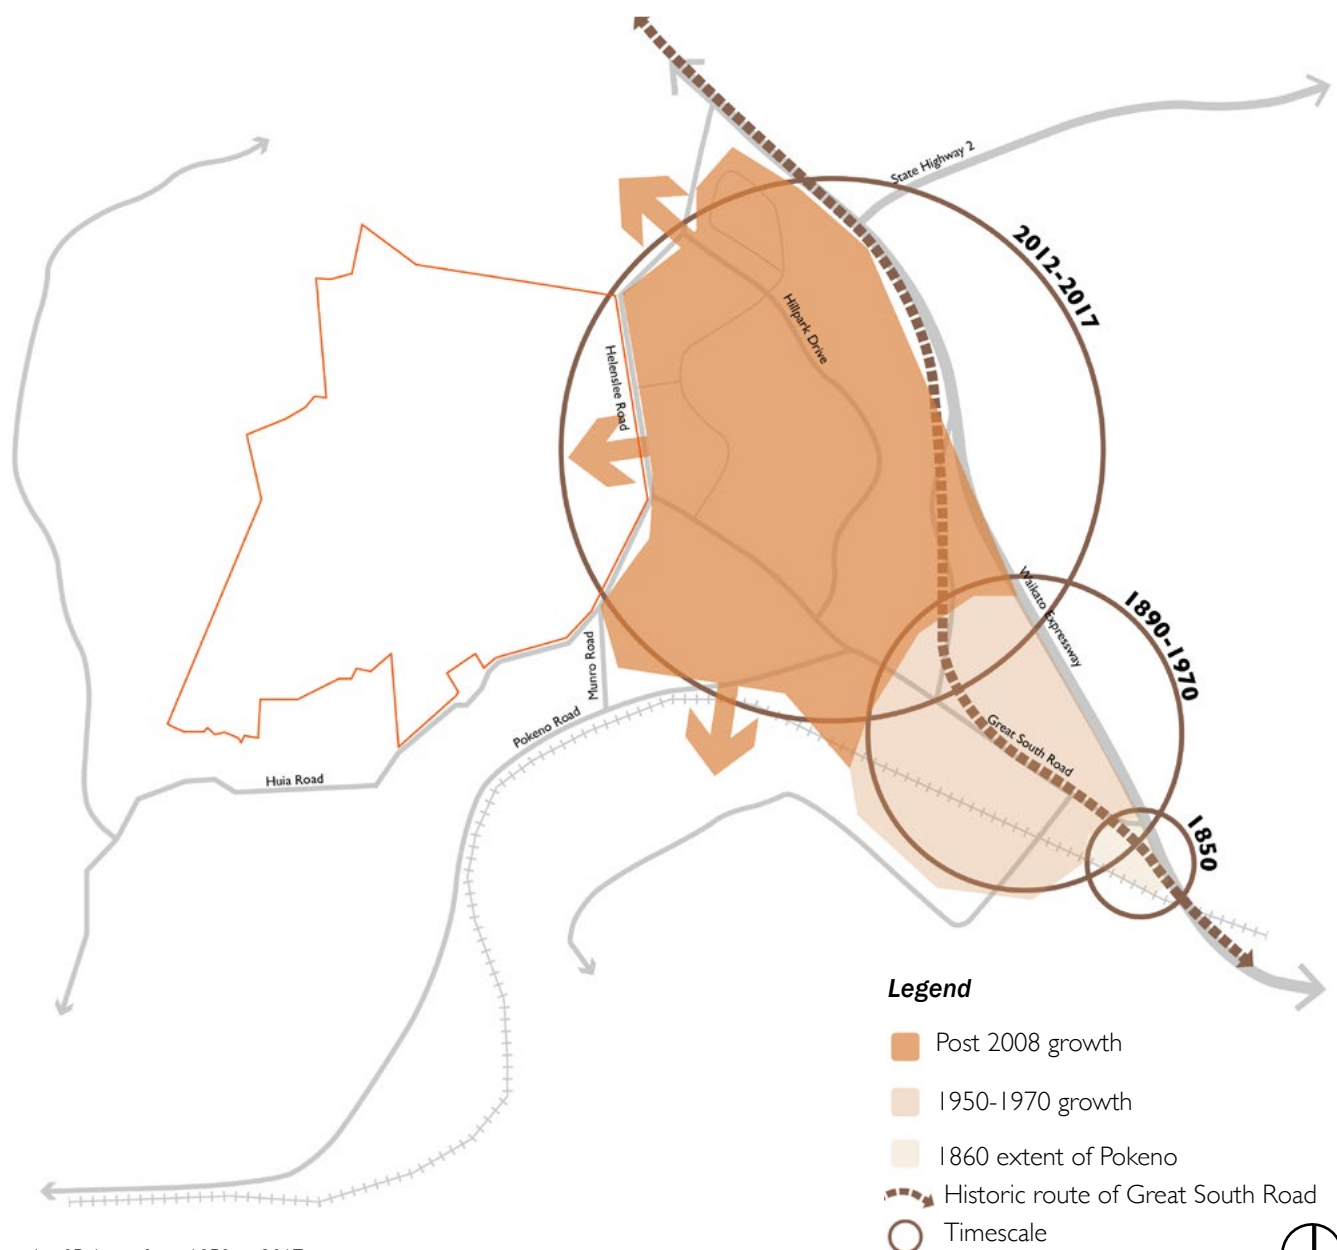 State Highway 2
2012-2017
Hillpark Drive
Helenslee Road
Waikato Expressway
1890-1970
Munro Road
Pokeno Road
Great South Road
Huia Road
1850
Legend
Post 2008 growth
1950-1970 growth
1860 extent of Pokeno
Historic route of Great South Road
Timescale